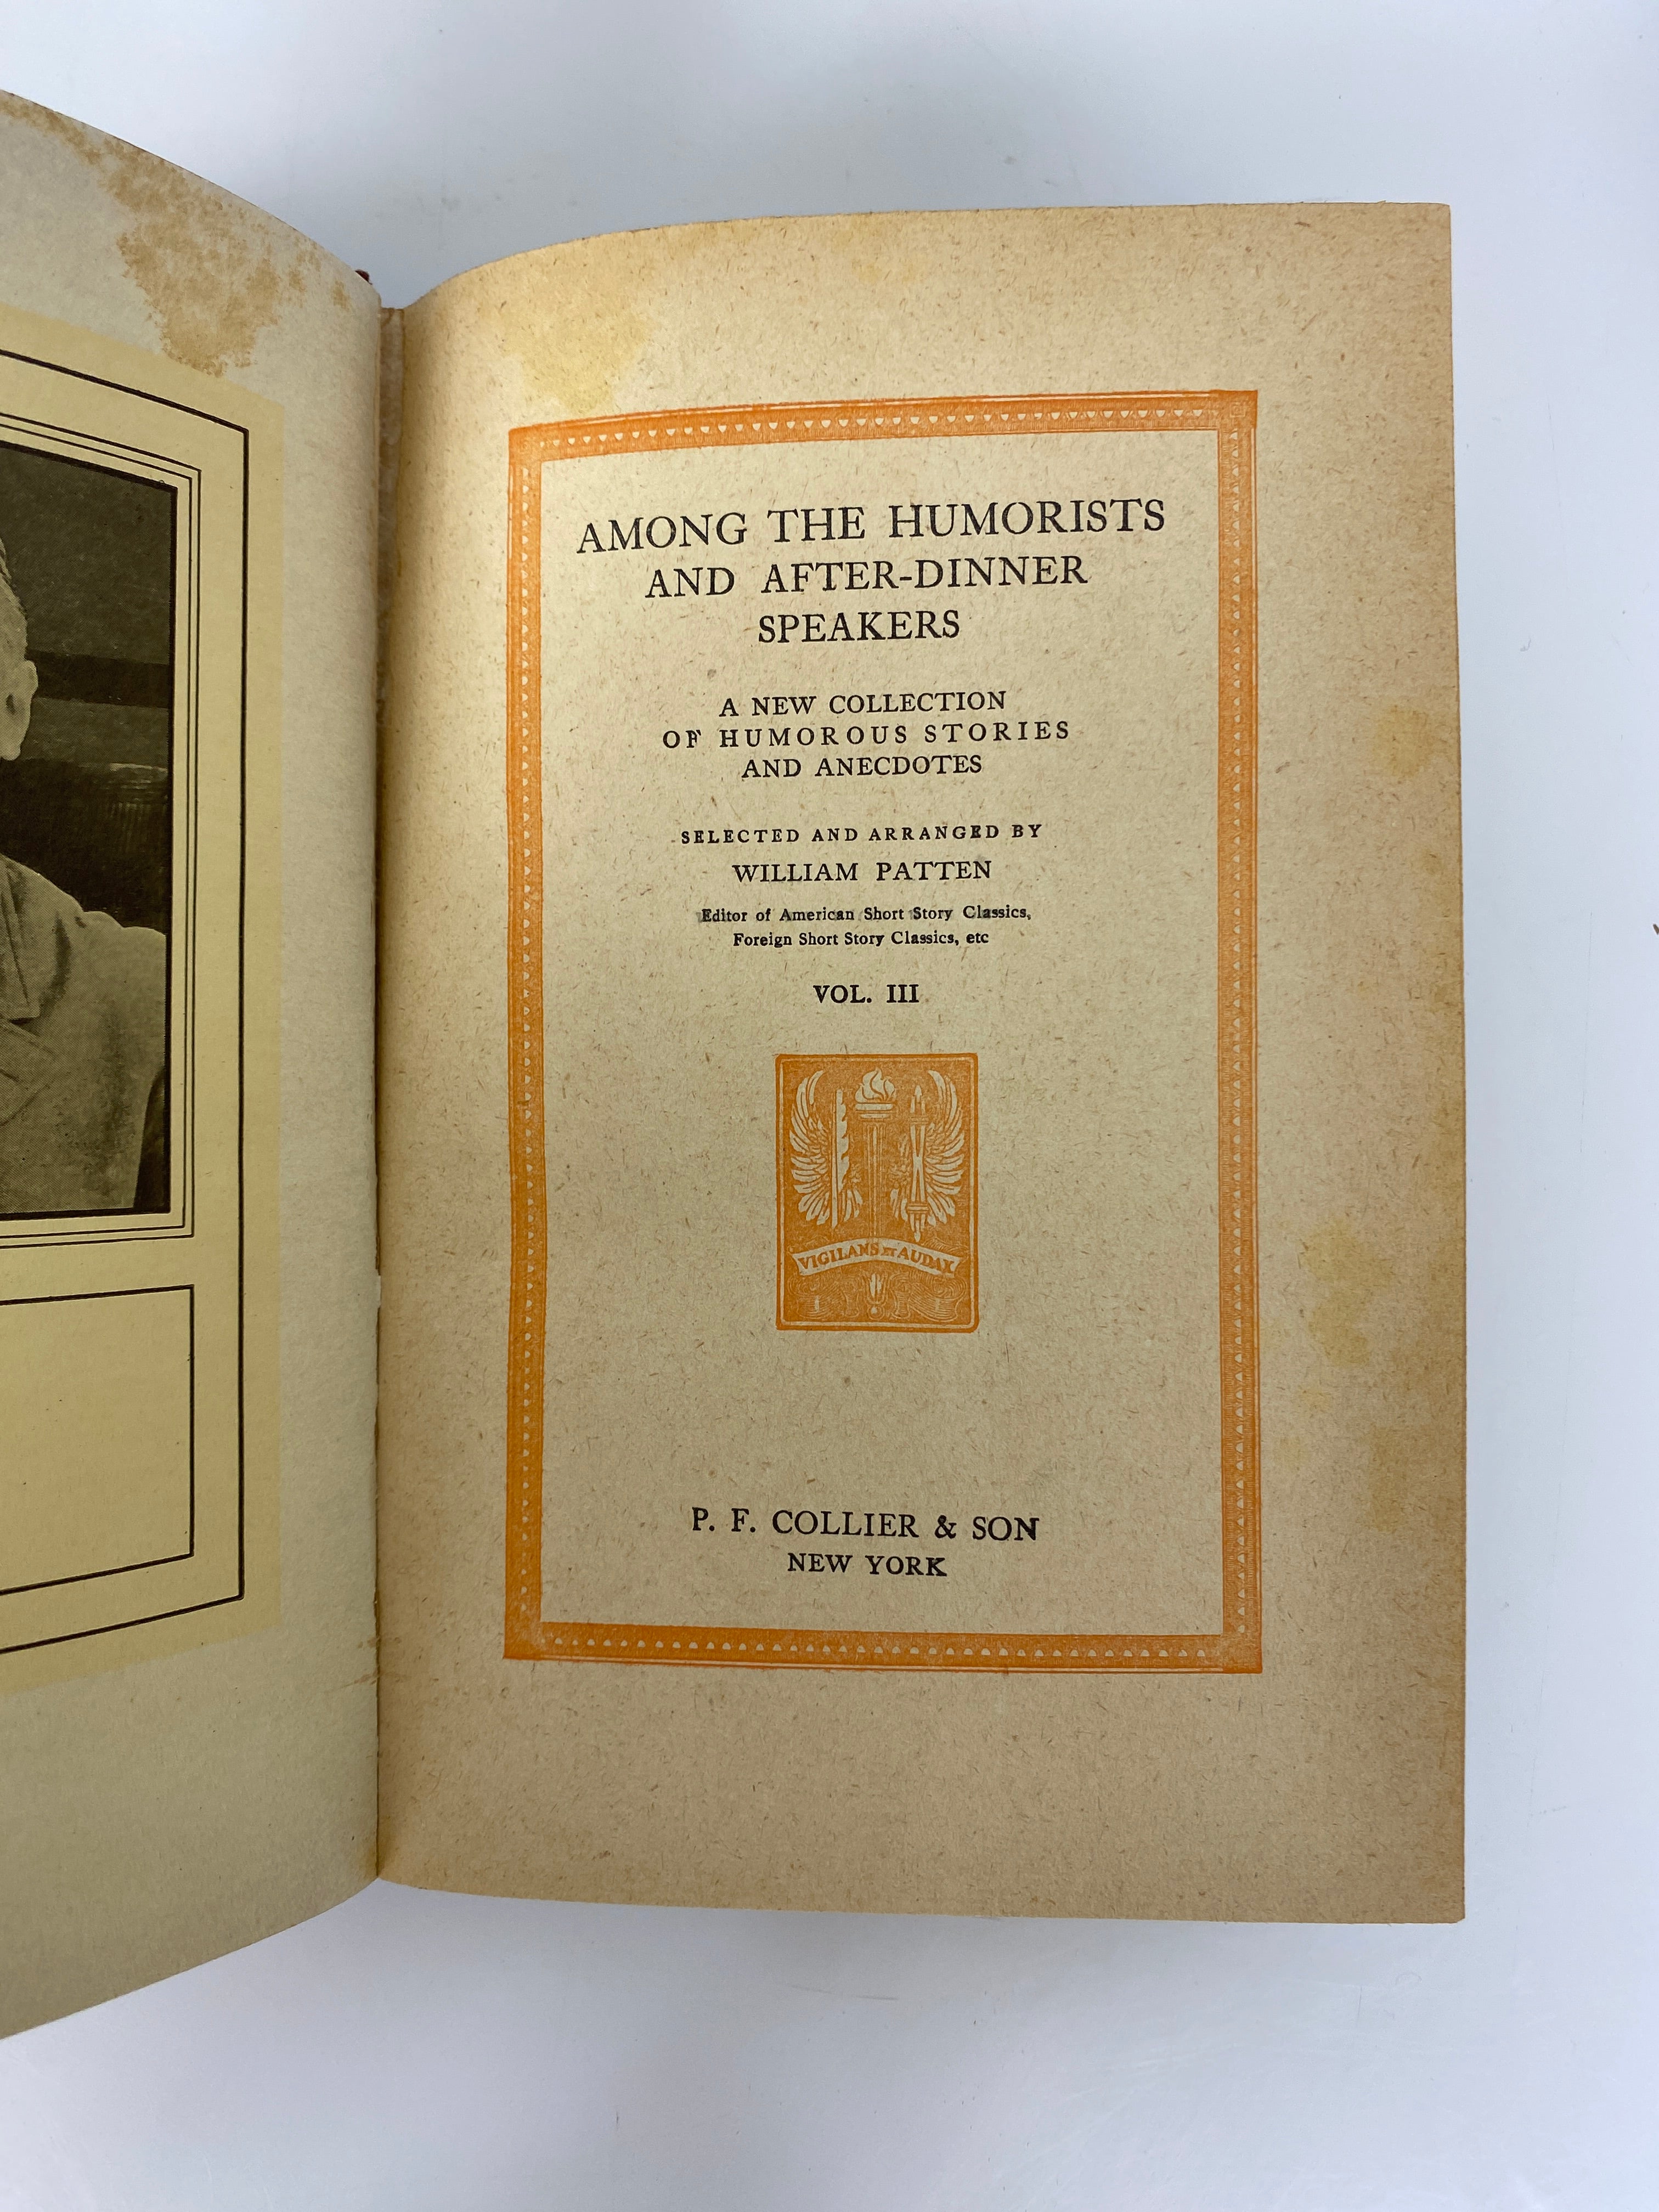 AMONG THE HUMORISTS
AND AFTER-DINNER
SPEAKERS
A NEW COLLECTION
OF HUMOROUS STORIES
AND ANECDOTES
SELECTED AND ARRANGED BY
WILLIAM PATTEN
Editor of American Short Story Classics,
Foreign Short Story Classics, etc
VOL. III
VIGILANS ET AUDAX
P. F. COLLIER & SON
NEW YORK